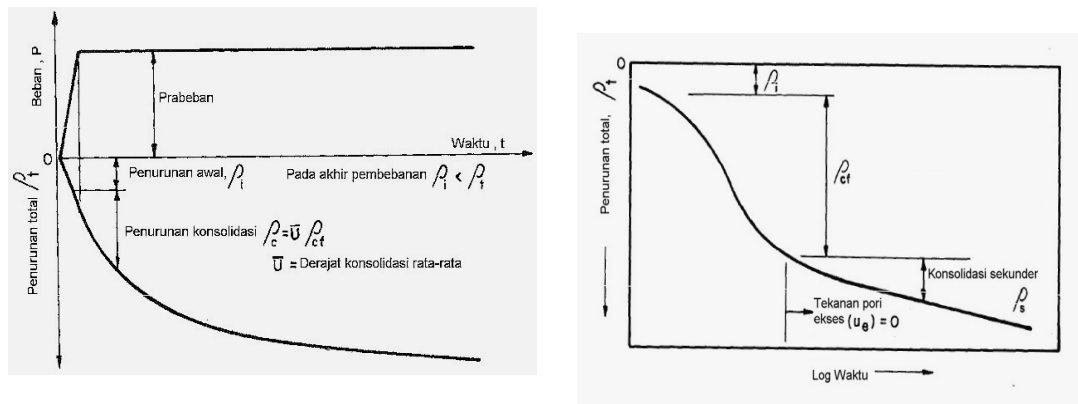 Beban , P
Prabeban
Waktu , t
0
Penurunan total ρt
Penurunan awal, ρi
Pada akhir pembebanan ρi < ρt
Penurunan konsolidasi ρc = U̅ ρcf
U̅ = Derajat konsolidasi rata-rata
0
Penurunan total, ρt
ρi
ρcf
Konsolidasi sekunder
ρs
Tekanan pori
ekses (ue) = 0
Log Waktu